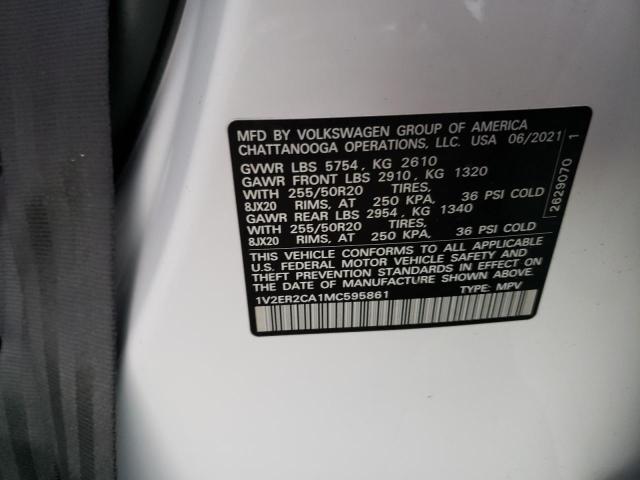 MFD BY VOLKSWAGEN GROUP OF AMERICA
CHATTANOOGA OPERATIONS, LLC. USA 06/2021
GVWR LBS 5754, KG 2610
GAWR FRONT LBS 2910, KG 1320
WITH 255/50R20 TIRES,
8JX20 RIMS, AT 250 KPA, 36 PSI COLD
GAWR REAR LBS 2954, KG 1340
WITH 255/50R20 TIRES,
8JX20 RIMS, AT 250 KPA, 36 PSI COLD
THIS VEHICLE CONFORMS TO ALL APPLICABLE
U.S. FEDERAL MOTOR VEHICLE SAFETY AND
THEFT PREVENTION STANDARDS IN EFFECT ON
THE DATE OF MANUFACTURE SHOWN ABOVE.
1V2ER2CA1MC595861 TYPE: MPV
2629070 1